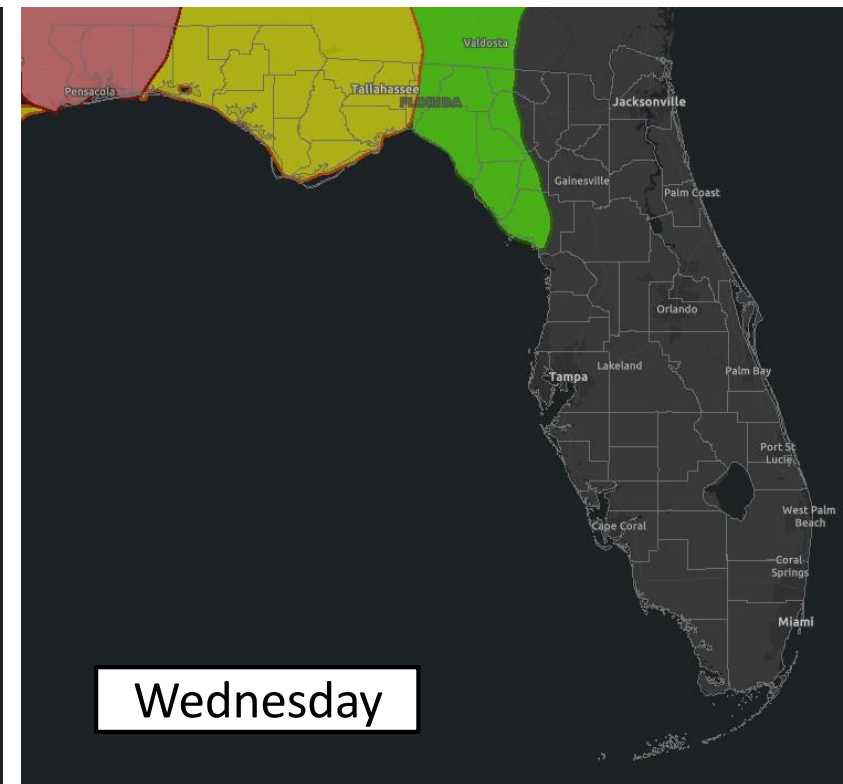 Valdosta
Pensacola
Tallahassee
FLORIDA
Jacksonville
Gainesville
Palm Coast
Orlando
Lakeland
Palm Bay
Tampa
Port St
Lucie
West Palm
Beach
Cape Coral
Coral
Springs
Miami
Wednesday